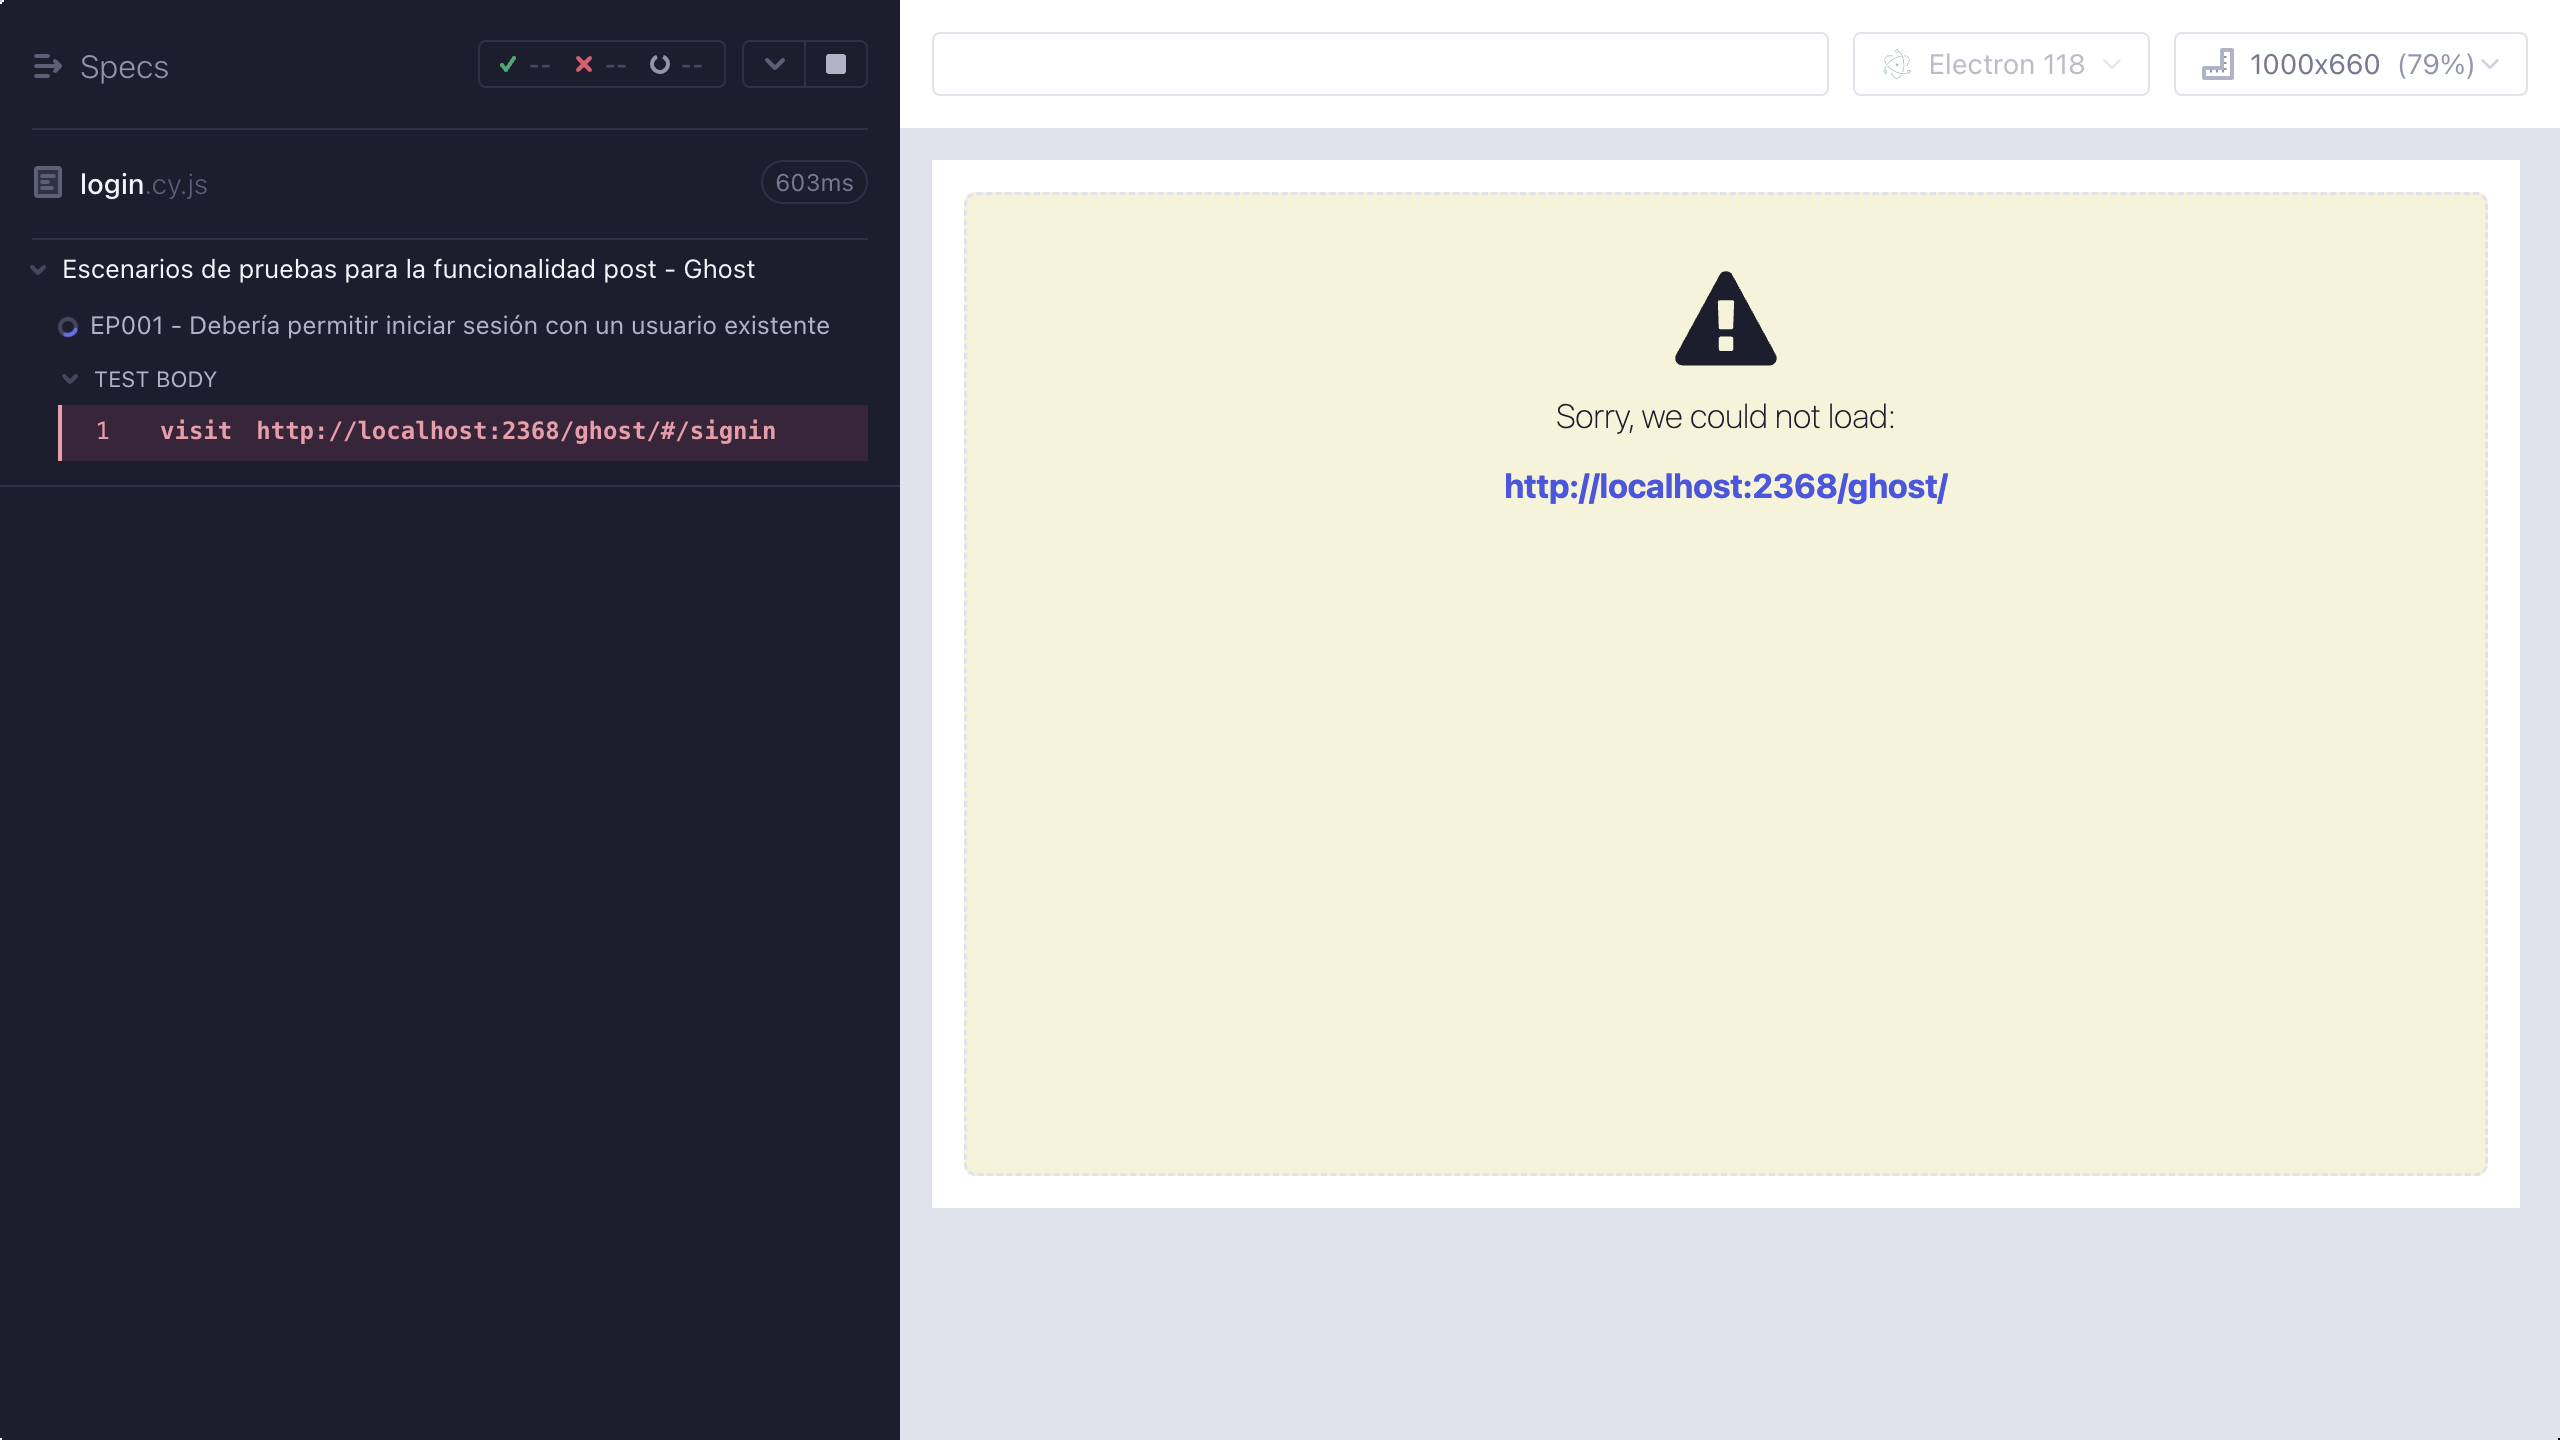 Specs
-- -- --
login.cy.js
603ms
Escenarios de pruebas para la funcionalidad post - Ghost
EP001 - Debería permitir iniciar sesión con un usuario existente
TEST BODY
1 visit http://localhost:2368/ghost/#/signin
Electron 118
1000x660 (79%)
Sorry, we could not load:
http://localhost:2368/ghost/